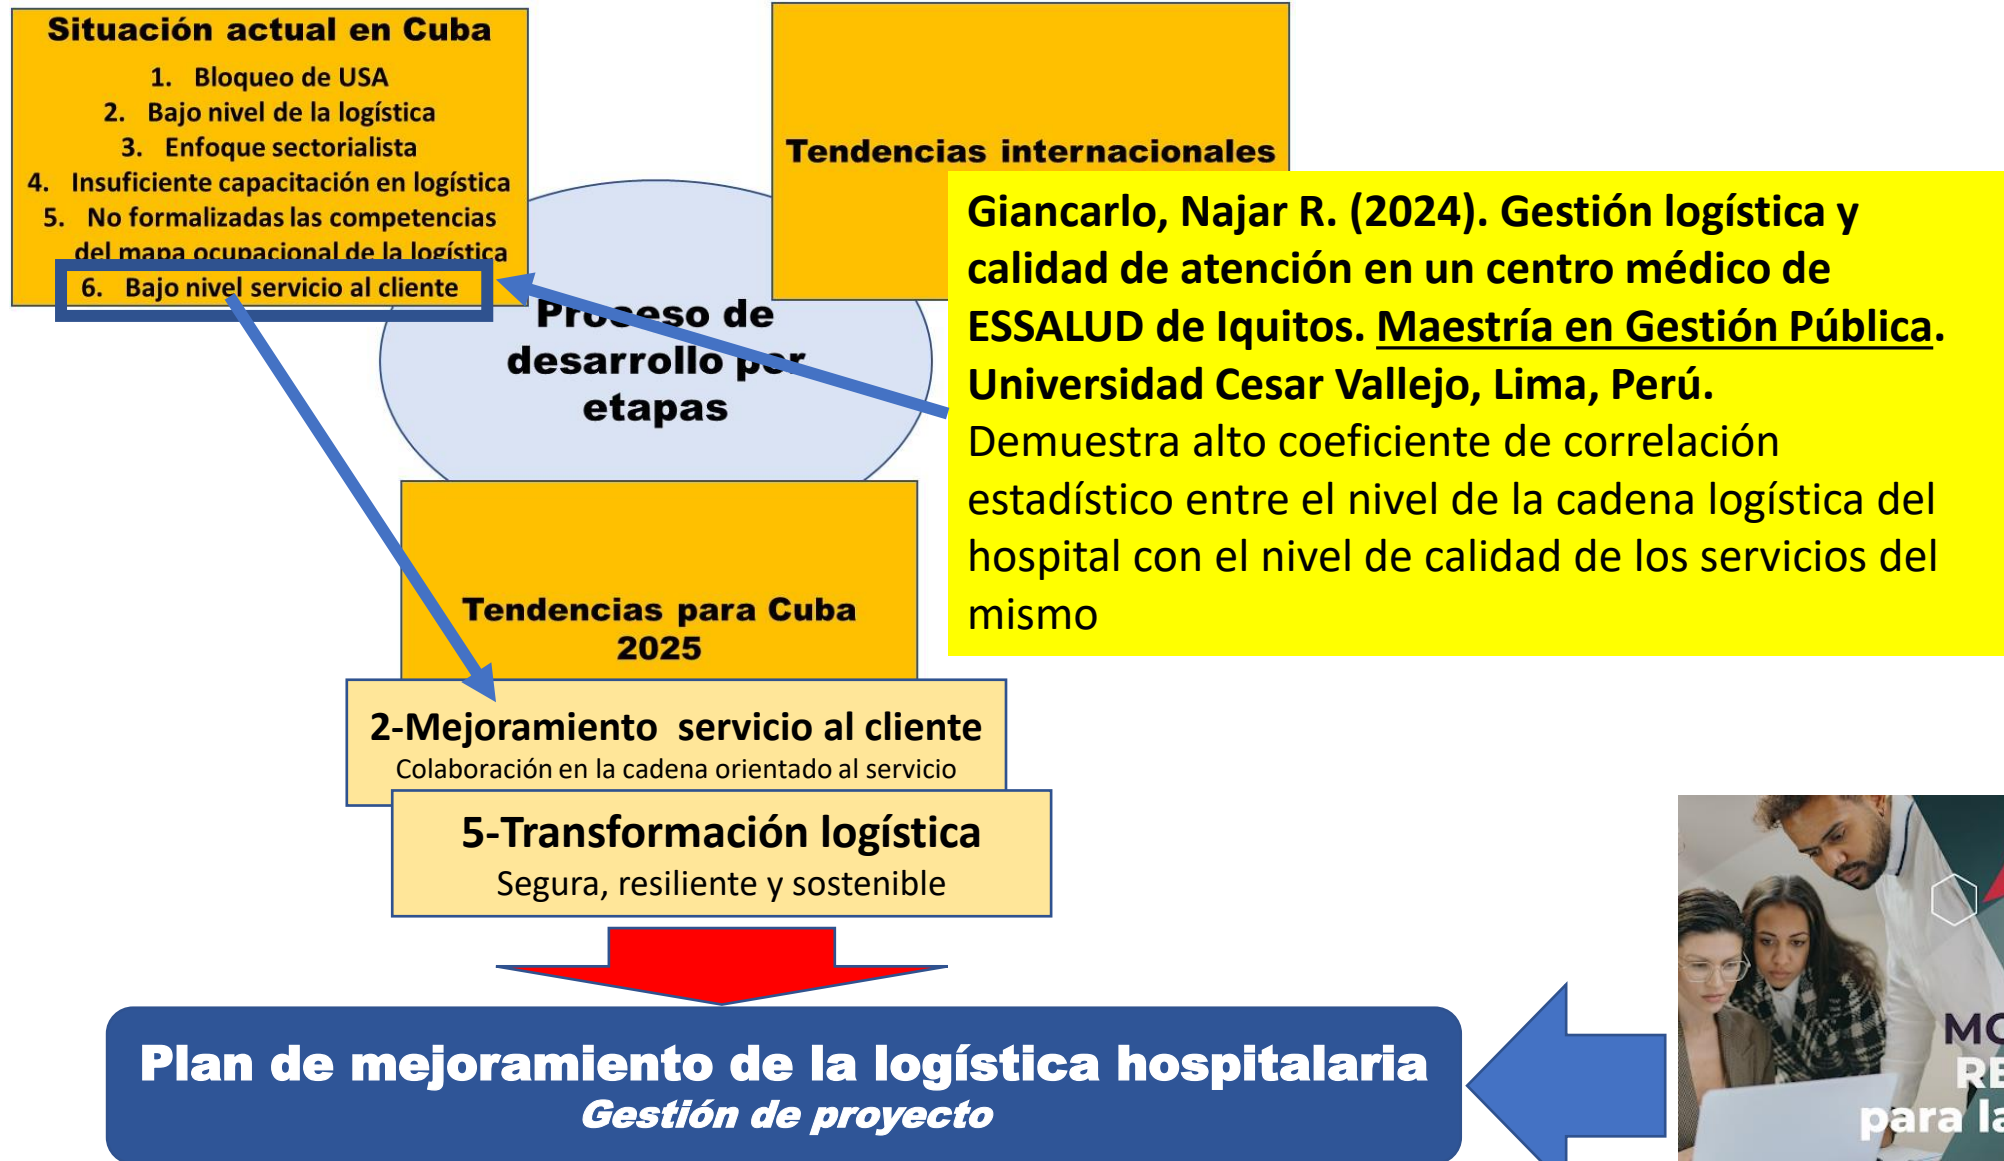 Situación actual en Cuba
1. Bloqueo de USA
2. Bajo nivel de la logística
3. Enfoque sectorialista
4. Insuficiente capacitación en logística
5. No formalizadas las competencias
del mapa ocupacional de la logística
6. Bajo nivel servicio al cliente
Tendencias internacionales
Proceso de
desarrollo por
etapas
Giancarlo, Najar R. (2024). Gestión logística y
calidad de atención en un centro médico de
ESSALUD de Iquitos. Maestría en Gestión Pública.
Universidad Cesar Vallejo, Lima, Perú.
Demuestra alto coeficiente de correlación
estadístico entre el nivel de la cadena logística del
hospital con el nivel de calidad de los servicios del
mismo
Tendencias para Cuba
2025
2-Mejoramiento servicio al cliente
Colaboración en la cadena orientado al servicio
5-Transformación logística
Segura, resiliente y sostenible
Plan de mejoramiento de la logística hospitalaria
Gestión de proyecto
para la